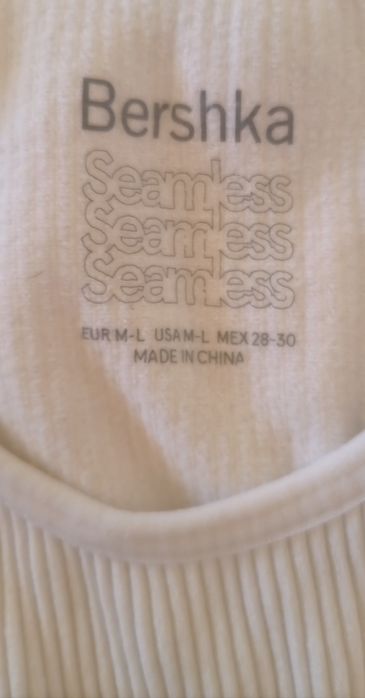 Bershka
Seamless
Seamless
Seamless
EUR M-L USA M-L MEX 28-30
MADE IN CHINA